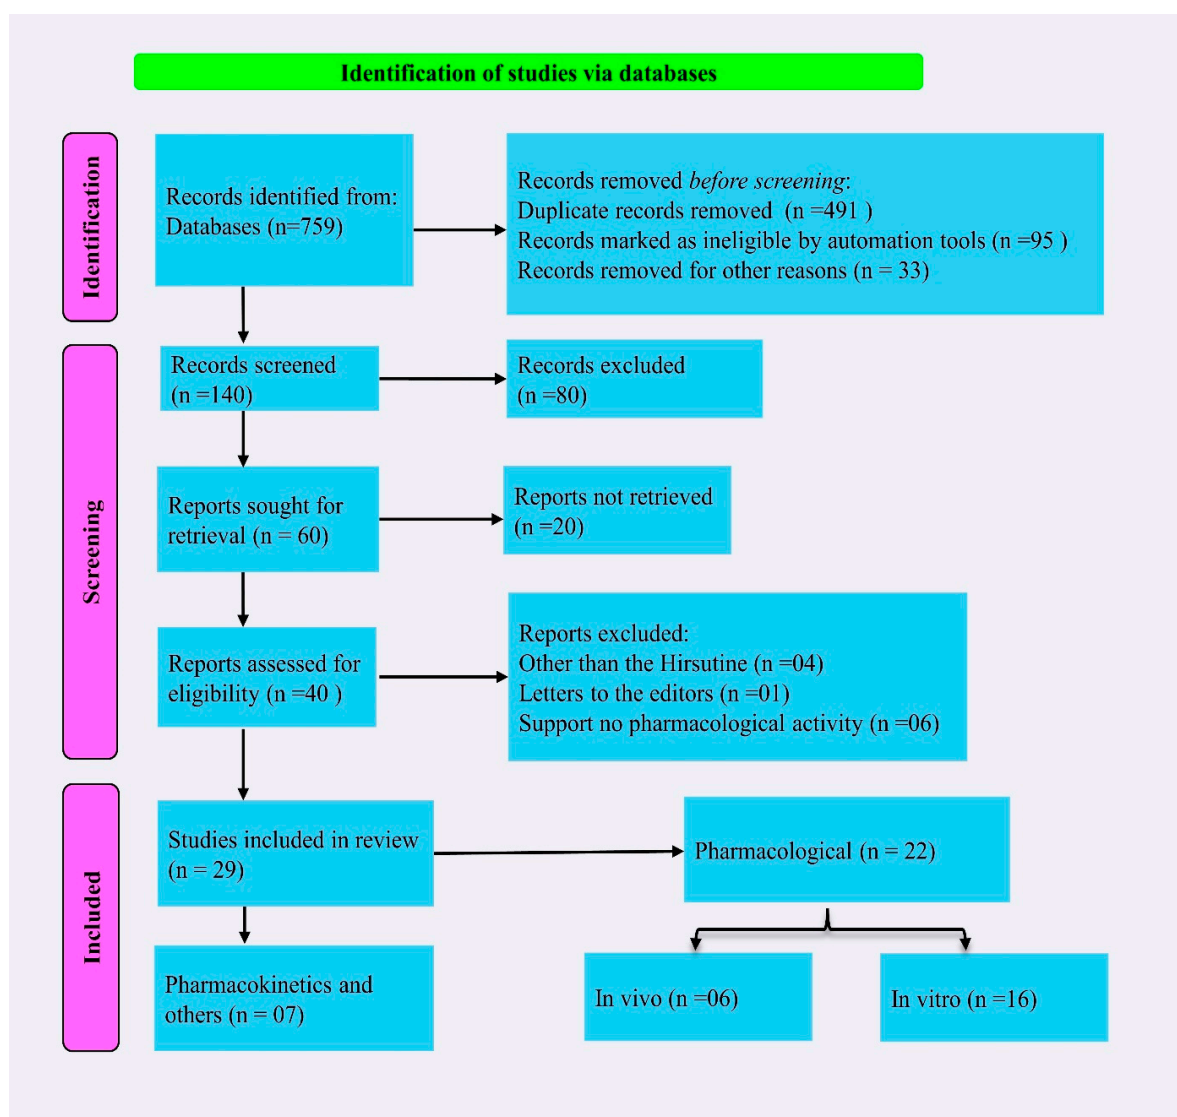 Identification of studies via databases
Identification
Records identified from:
Databases (n=759)
Records removed before screening:
Duplicate records removed  (n =491 )
Records marked as ineligible by automation tools (n =95 )
Records removed for other reasons (n = 33)
Screening
Records screened
(n =140)
Records excluded
(n =80)
Reports sought for
retrieval (n = 60)
Reports not retrieved
(n =20)
Reports assessed for
eligibility (n =40 )
Reports excluded:
Other than the Hirsutine (n =04)
Letters to the editors (n =01)
Support no pharmacological activity (n =06)
Included
Studies included in review
(n = 29)
Pharmacological (n = 22)
Pharmacokinetics and
others (n = 07)
In vivo (n =06)
In vitro (n =16)